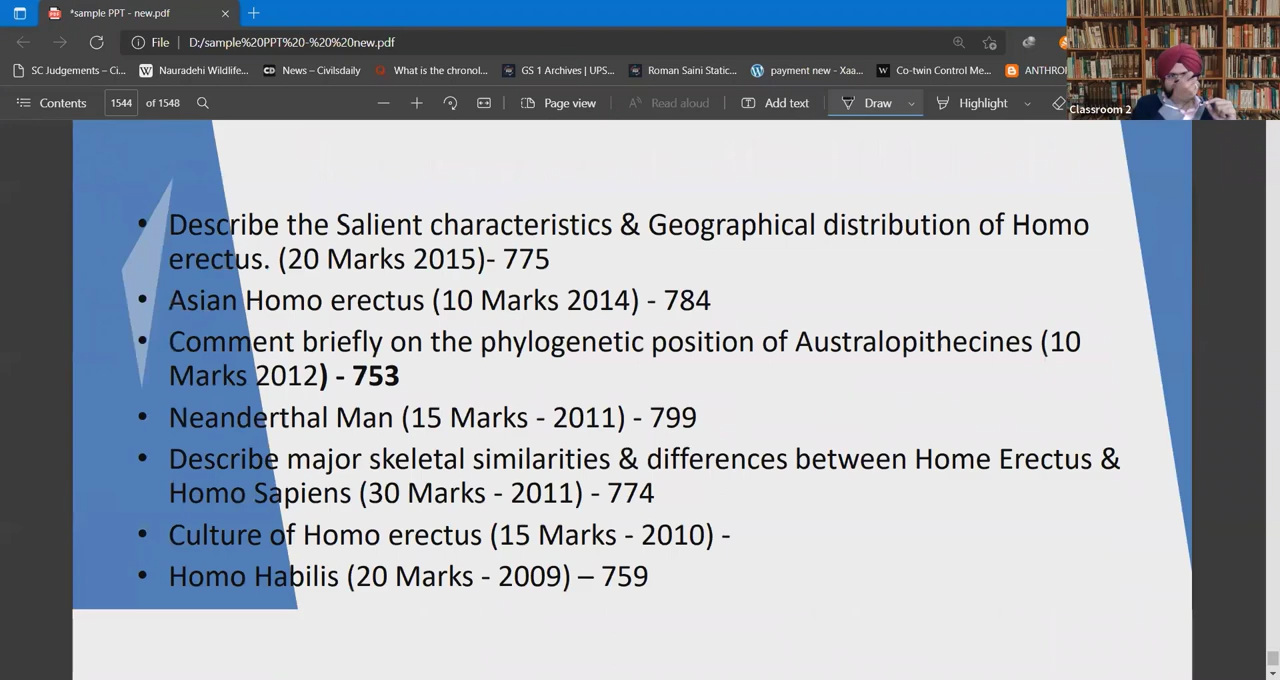 *sample PPT - new.pdf
File D:/sample%20PPT%20-%20%20new.pdf
SC Judgements – Ci... Nauradehi Wildlife... News – Civilsdaily What is the chronol... GS 1 Archives | UPS... Roman Saini Static... payment new - Xaa... Co-twin Control Me... ANTHRO
Contents 1544 of 1548 Page view Read aloud Add text Draw Highlight
Classroom 2
• Describe the Salient characteristics & Geographical distribution of Homo
erectus. (20 Marks 2015)- 775
• Asian Homo erectus (10 Marks 2014) - 784
• Comment briefly on the phylogenetic position of Australopithecines (10
Marks 2012) - 753
• Neanderthal Man (15 Marks - 2011) - 799
• Describe major skeletal similarities & differences between Home Erectus &
Homo Sapiens (30 Marks - 2011) - 774
• Culture of Homo erectus (15 Marks - 2010) -
• Homo Habilis (20 Marks - 2009) – 759